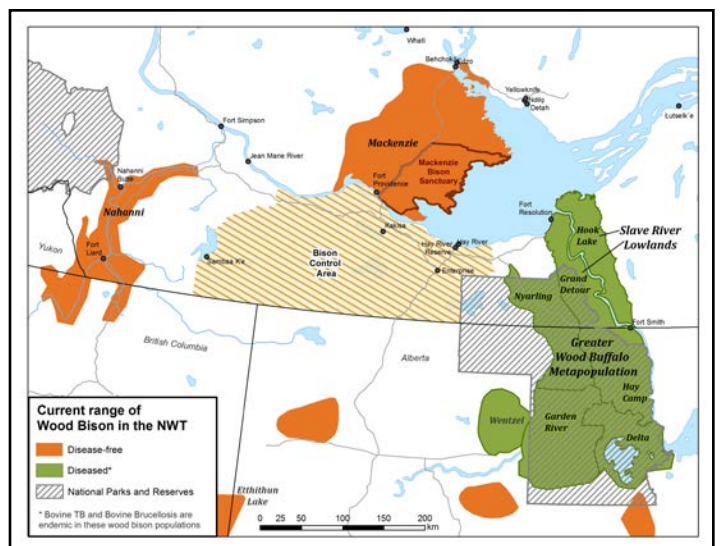 Whatì
Behchokǫ̀
Edzo
Yellowknife
Ndilǫ
Detah
Łutselk'e
Fort Simpson
Jean Marie River
Mackenzie
Mackenzie
Bison
Sanctuary
Nahanni
Butte
Nahanni
Fort
Providence
Fort
Resolution
Hook
Lake
Slave River
Lowlands
Yukon
Fort
Liard
Sambaa K'e
Bison
Control
Area
Kakisa
Hay River
Reserve
Hay River
Enterprise
Nyarling
Grand
Detour
Fort Smith
British Columbia
Alberta
Greater
Wood Buffalo
Metapopulation
Hay
Camp
Wentzel
Garden
River
Delta
Etthithun
Lake
Current range of
Wood Bison in the NWT
Disease-free
Diseased*
National Parks and Reserves
* Bovine TB and Bovine Brucellosis are
endemic in these wood bison populations
0 25 50 100 150 200
km